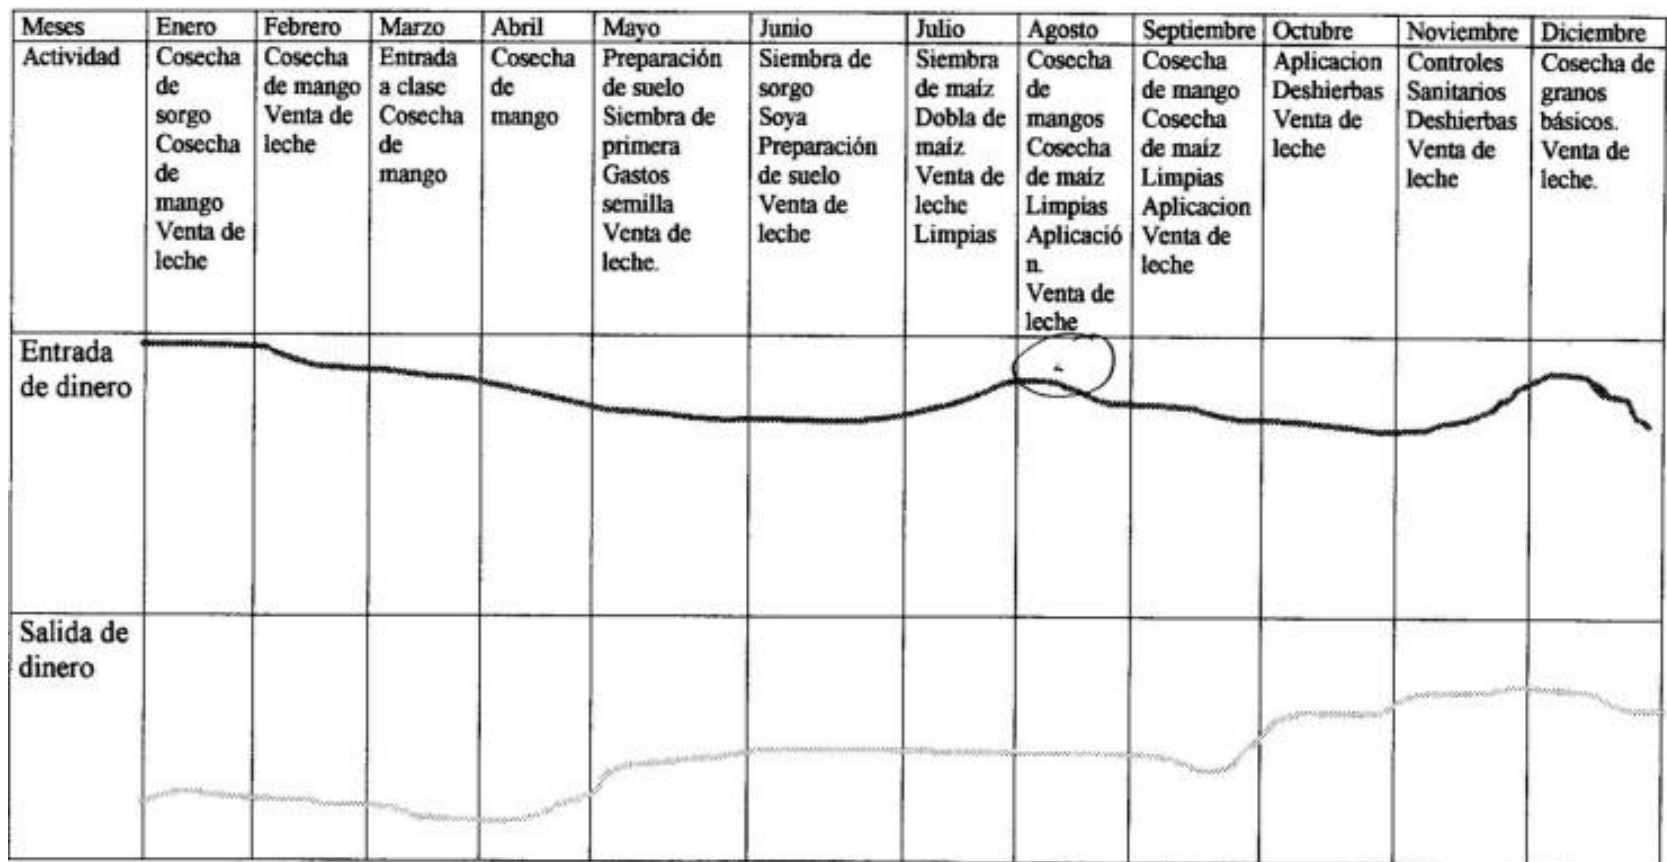 Meses Enero Febrero Marzo Abril Mayo Junio Julio Agosto Septiembre Octubre Noviembre Diciembre
Actividad
Cosecha
de
sorgo
Cosecha
de
mango
Venta de
leche
Cosecha
de mango
Venta de
leche
Entrada
a clase
Cosecha
de
mango
Cosecha
de
mango
Preparación
de suelo
Siembra de
primera
Gastos
semilla
Venta de
leche.
Siembra de
sorgo
Soya
Preparación
de suelo
Venta de
leche
Siembra
de maíz
Dobla de
maíz
Venta de
leche
Limpias
Cosecha
de
mangos
Cosecha
de maíz
Limpias
Aplicació
n.
Venta de
leche
Cosecha
de mango
Cosecha
de maíz
Limpias
Aplicacion
Venta de
leche
Aplicacion
Deshierbas
Venta de
leche
Controles
Sanitarios
Deshierbas
Venta de
leche
Cosecha de
granos
básicos.
Venta de
leche.
Entrada
de dinero
Salida de
dinero